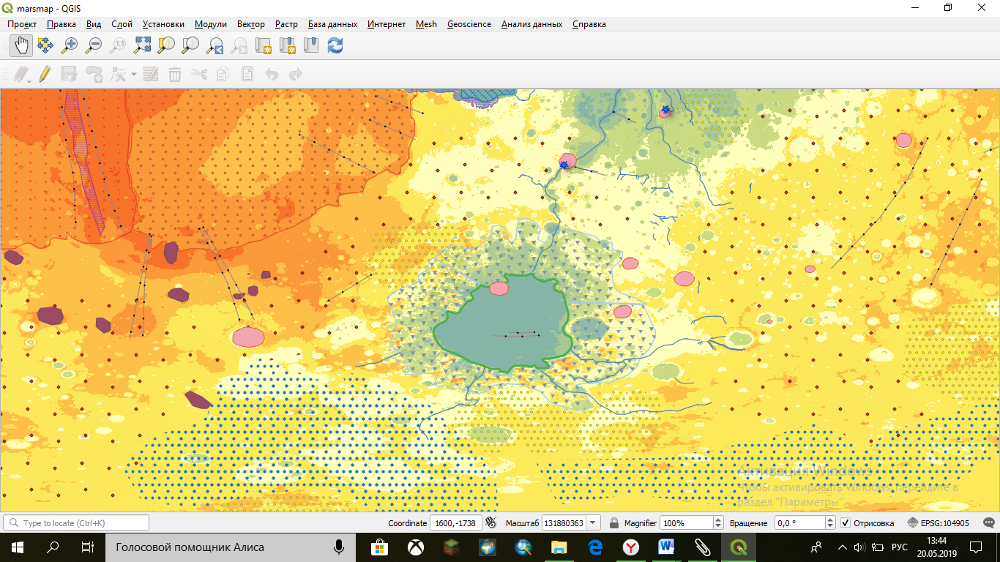 marsmap - QGIS
Проект Правка Вид Слой Установки Модули Вектор Растр База данных Интернет Mesh Geoscience Анализ данных Справка
Активация Windows
Чтобы активировать Windows, перейдите в
раздел "Параметры".
Type to locate (Ctrl+K) Coordinate 1600,-1738 Масштаб 131880363 Magnifier 100% Вращение 0,0 ° Отрисовка EPSG:104905
Голосовой помощник Алиса РУС 13:44
20.05.2019